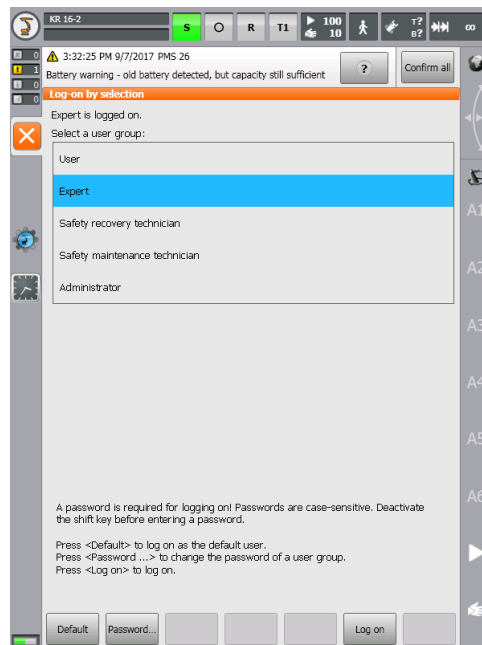 KR 16-2
S
O
R
T1
100
10
T?
B?
∞
0
1
0
0
3:32:25 PM 9/7/2017 PMS 26
Battery warning - old battery detected, but capacity still sufficient
?
Confirm all
Log-on by selection
Expert is logged on.
Select a user group:
User
Expert
Safety recovery technician
Safety maintenance technician
Administrator
A1
A2
A3
A4
A5
A6
A password is required for logging on! Passwords are case-sensitive. Deactivate
the shift key before entering a password.
Press <Default> to log on as the default user.
Press <Password ...> to change the password of a user group.
Press <Log on> to log on.
Default
Password...
Log on